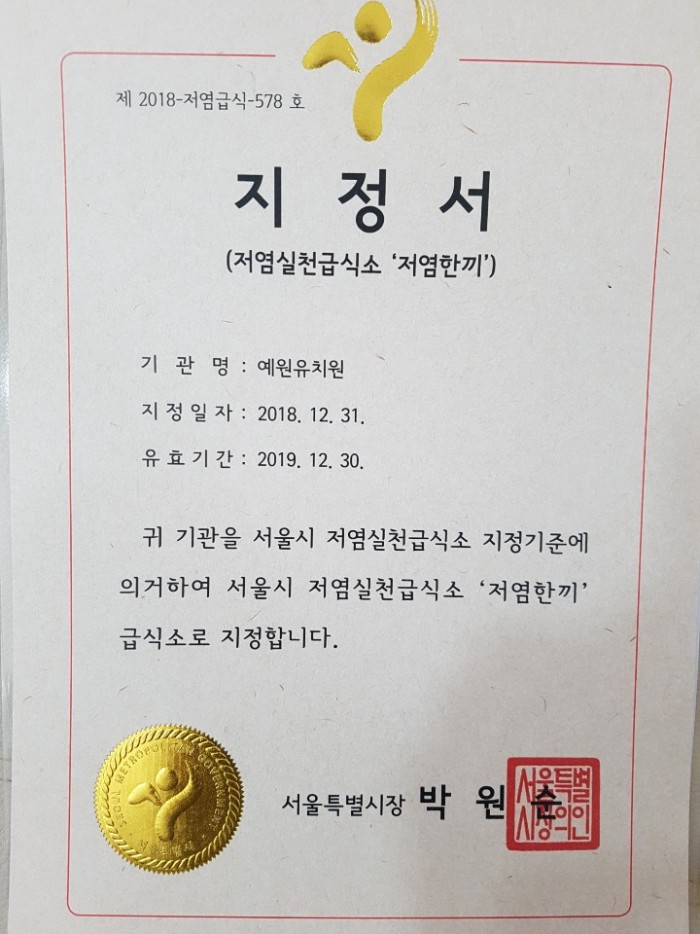 제 2018-저염급식-578 호
지 정 서
(저염실천급식소 ‘저염한끼’)
기 관 명 : 예원유치원
지 정 일 자 : 2018. 12. 31.
유 효 기 간 : 2019. 12. 30.
귀 기관을 서울시 저염실천급식소 지정기준에
의거하여 서울시 저염실천급식소 ‘저염한끼’
급식소로 지정합니다.
SEOUL METROPOLITAN GOVERNMENT
서울특별시장 박 원 순
서울특별
시장의인